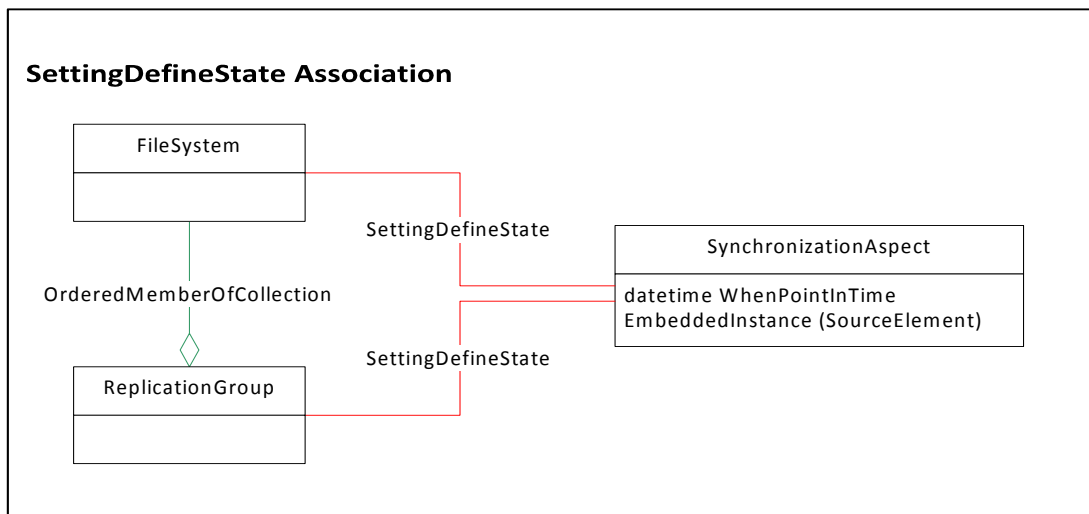 SettingDefineState Association
FileSystem
SettingDefineState
SynchronizationAspect
datetime WhenPointInTime
EmbeddedInstance (SourceElement)
OrderedMemberOfCollection
SettingDefineState
ReplicationGroup